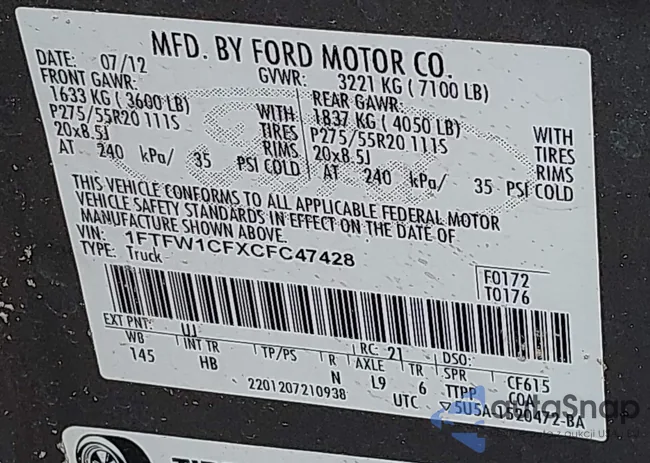 MFD. BY FORD MOTOR CO.
DATE: 07/12 GVWR: 3221 KG ( 7100 LB)
FRONT GAWR: REAR GAWR:
1633 KG ( 3600 LB) WITH 1837 KG ( 4050 LB) WITH
P275/55R20 111S TIRES P275/55R20 111S TIRES
20x8.5J RIMS 20x8.5J RIMS
AT 240 kPa/ 35 PSI COLD AT 240 kPa/ 35 PSI COLD
THIS VEHICLE CONFORMS TO ALL APPLICABLE FEDERAL MOTOR
VEHICLE SAFETY STANDARDS IN EFFECT ON THE DATE OF
MANUFACTURE SHOWN ABOVE.
VIN: 1FTFW1CFXCFC47428
TYPE: Truck
F0172
T0176
EXT PNT: UJ RC: 21 DSO:
WB INT TR TP/PS R AXLE TR SPR CF615
145 HB N L9 6 TTPP COA
2201207210938 UTC ▽5U5A-1520472-BA
autoSnap